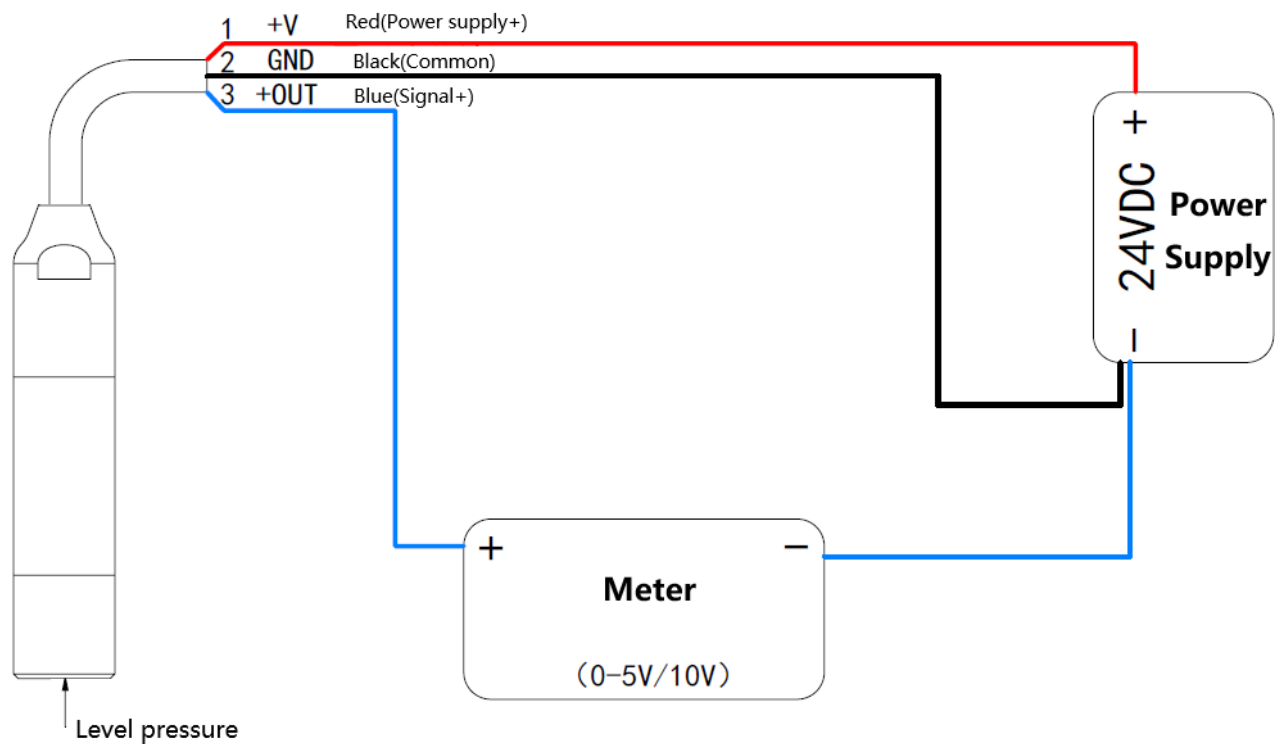 1 +V Red(Power supply+)
2 GND Black(Common)
3 +OUT Blue(Signal+)
+
24VDC
−
Power
Supply
+ −
Meter
(0-5V/10V)
Level pressure